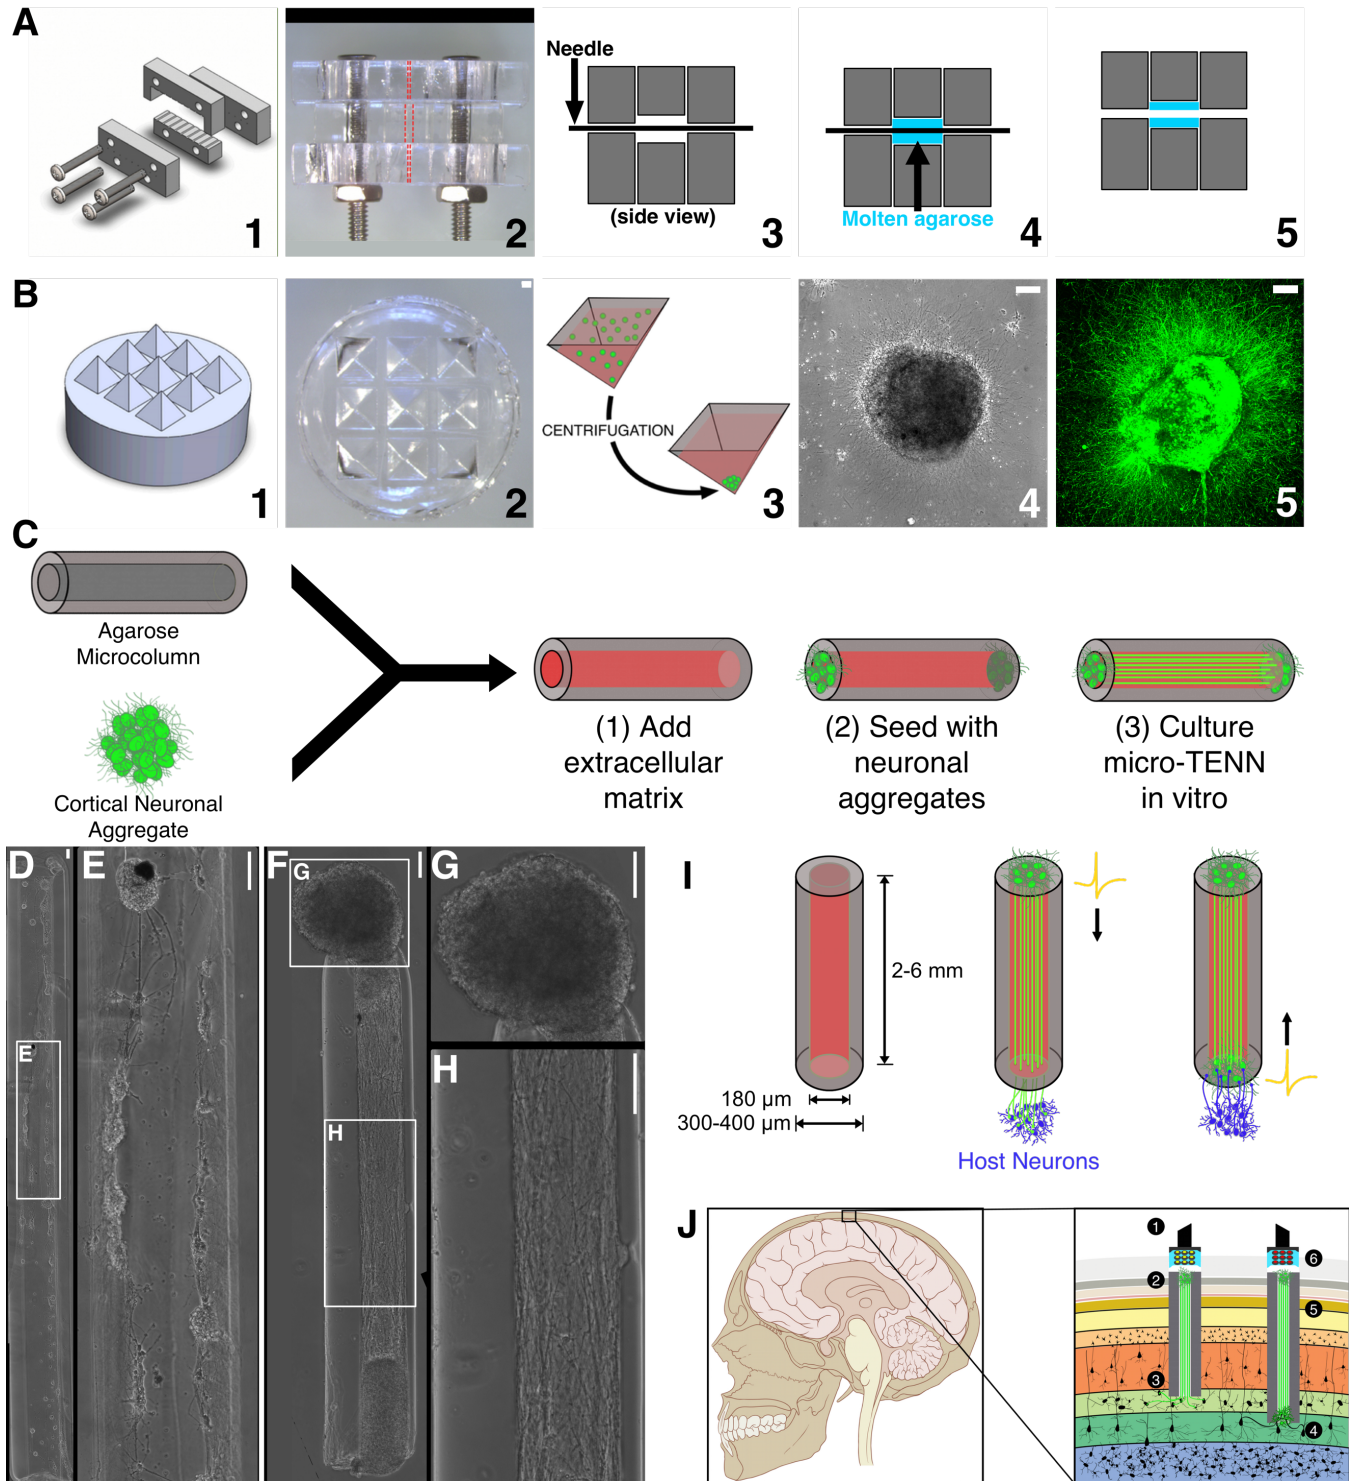 A
1
2
Needle
(side view)
3
Molten agarose
4
5
B
1
2
CENTRIFUGATION
3
4
5
C
Agarose
Microcolumn
Cortical Neuronal
Aggregate
(1) Add
extracellular
matrix
(2) Seed with
neuronal
aggregates
(3) Culture
micro-TENN
in vitro
D
E
E
F
G
H
G
H
I
2-6 mm
180 μm
300-400 μm
Host Neurons
J
1
2
3
4
5
6